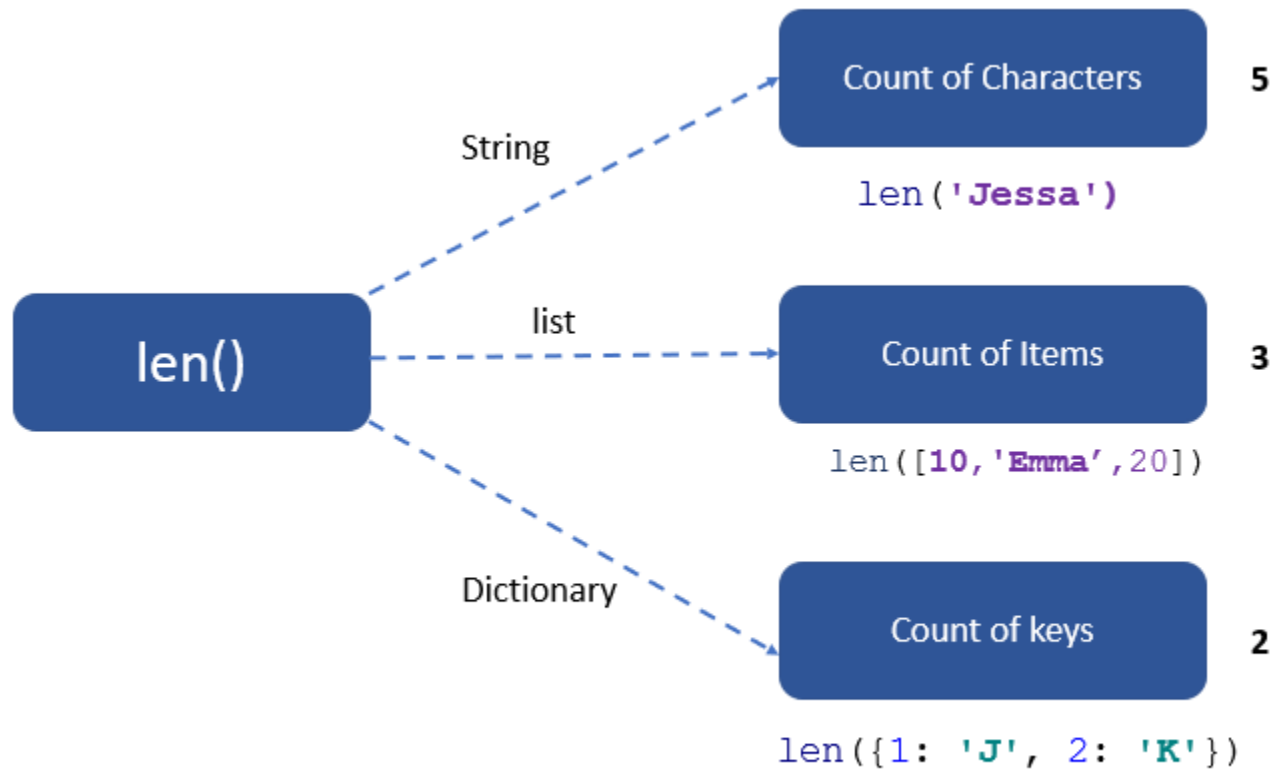 Count of Characters 5
String
len('Jessa')
len()
list
Count of Items 3
len([10,'Emma’,20])
Dictionary
Count of keys 2
len({1: 'J', 2: 'K'})